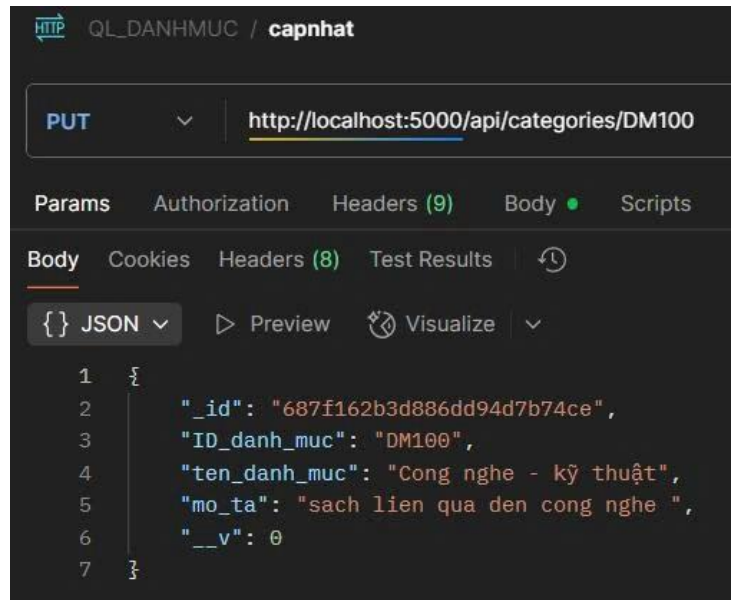 HTTP QL_DANHMUC / capnhat
PUT http://localhost:5000/api/categories/DM100
Params Authorization Headers (9) Body Scripts
Body Cookies Headers (8) Test Results
{} JSON Preview Visualize
1 {
2 "_id": "687f162b3d886dd94d7b74ce",
3 "ID_danh_muc": "DM100",
4 "ten_danh_muc": "Cong nghe - kỹ thuật",
5 "mo_ta": "sach lien qua den cong nghe ",
6 "__v": 0
7 }